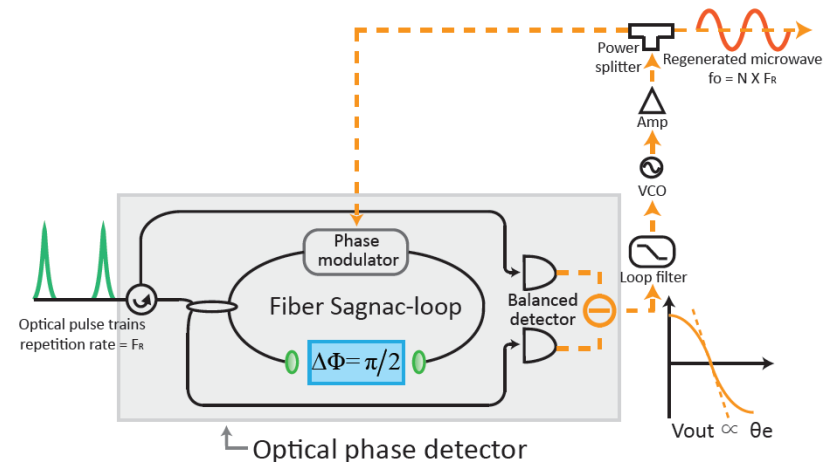 Power
splitter
Regenerated microwave
fo = N X FR
Amp
VCO
Loop filter
Phase
modulator
Fiber Sagnac-loop
Balanced
detector
Optical pulse trains
repetition rate = FR
ΔΦ= π/2
Vout ∝ θe
Optical phase detector